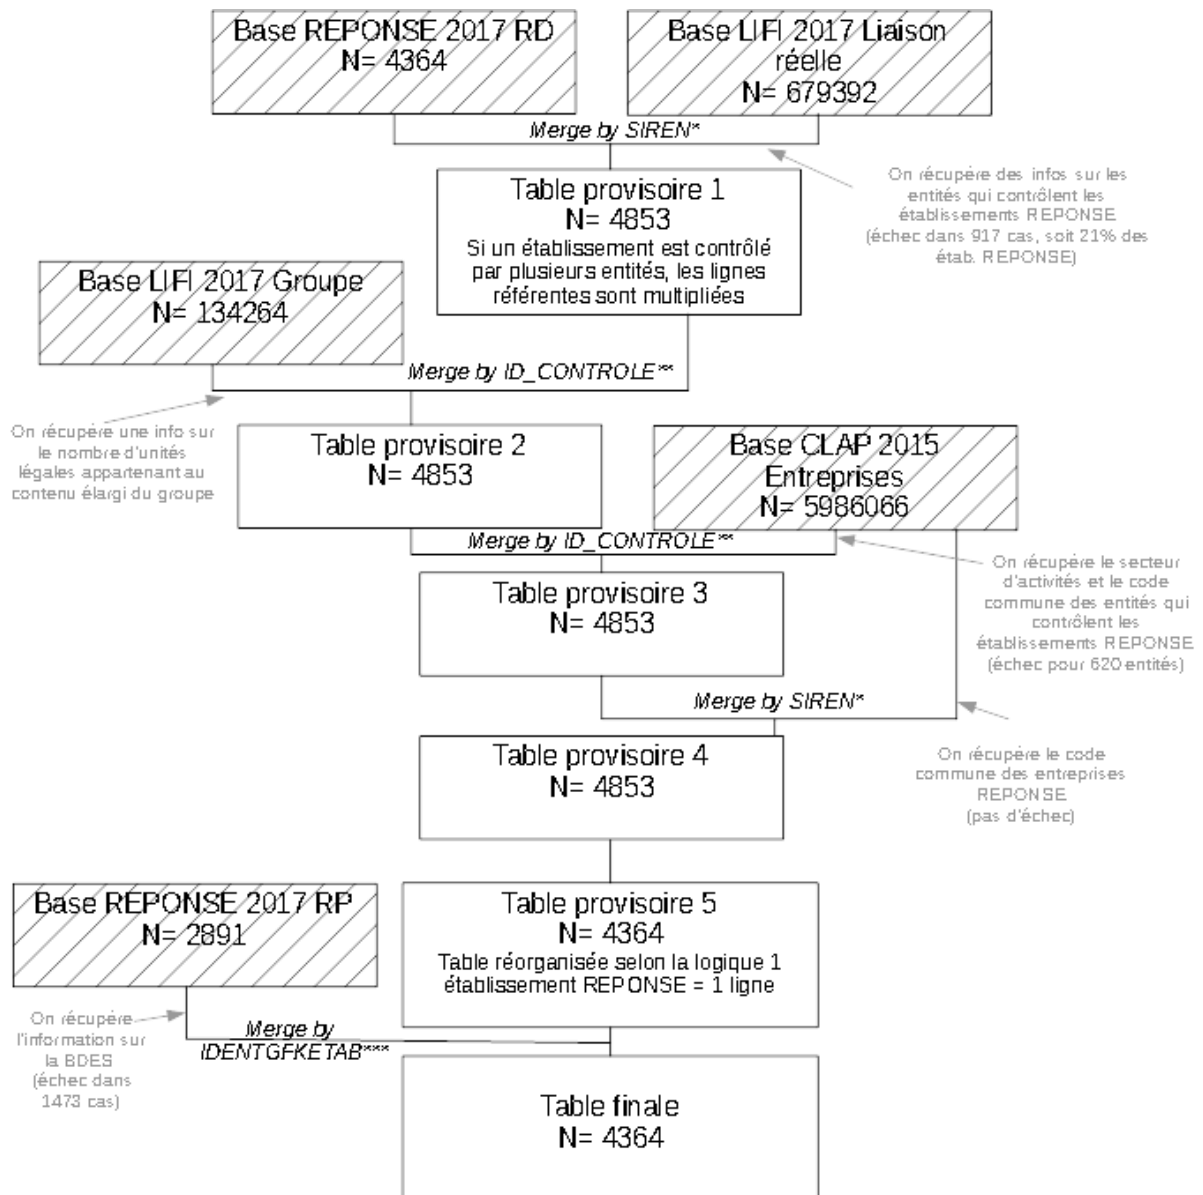 Base REPONSE 2017 RD
N= 4364
Base LIFI 2017 Liaison
réelle
N= 679392
Merge by SIREN*
On récupère des infos sur les
entités qui contrôlent les
établissements REPONSE
(échec dans 917 cas, soit 21% des
étab. REPONSE)
Table provisoire 1
N= 4853
Si un établissement est contrôlé
par plusieurs entités, les lignes
référentes sont multipliées
Base LIFI 2017 Groupe
N= 134264
Merge by ID_CONTROLE**
On récupère une info sur
le nombre d'unités
légales appartenant au
contenu élargi du groupe
Table provisoire 2
N= 4853
Base CLAP 2015
Entreprises
N= 5986066
Merge by ID_CONTROLE**
On récupère le secteur
d'activités et le code
commune des entités qui
contrôlent les
établissements REPONSE
(échec pour 620 entités)
Table provisoire 3
N= 4853
Merge by SIREN*
On récupère le code
commune des entreprises
REPONSE
(pas d'échec)
Table provisoire 4
N= 4853
Base REPONSE 2017 RP
N= 2891
Table provisoire 5
N= 4364
Table réorganisée selon la logique 1
établissement REPONSE = 1 ligne
On récupère
l'information sur
la BDES
(échec dans
1473 cas)
Merge by
IDENTGFKETAB***
Table finale
N= 4364